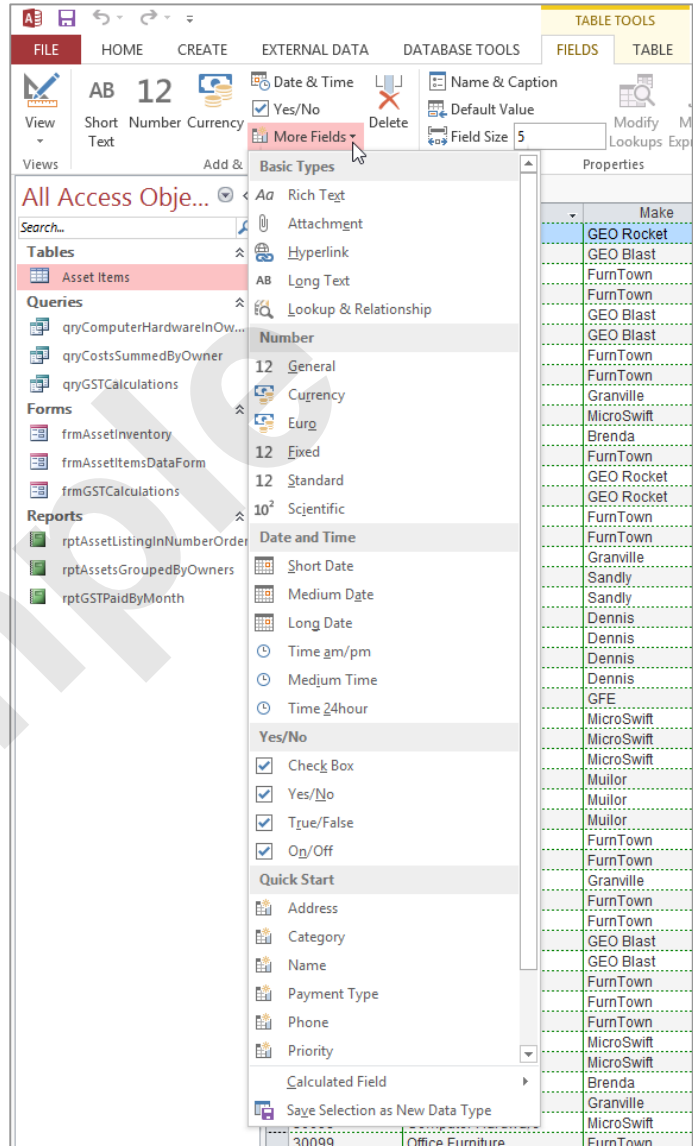 TABLE TOOLS
FILE HOME CREATE EXTERNAL DATA DATABASE TOOLS FIELDS TABLE
View
Views
AB
Short Text
12
Number
Currency
Date & Time
Yes/No
More Fields
Delete
Add &
Name & Caption
Default Value
Field Size 5
Modify
Lookups
Properties
All Access Obje...
Search...
Tables
Asset Items
Queries
qryComputerHardwareInOw...
qryCostsSummedByOwner
qryGSTCalculations
Forms
frmAssetInventory
frmAssetItemsDataForm
frmGSTCalculations
Reports
rptAssetListingInNumberOrder
rptAssetsGroupedByOwners
rptGSTPaidByMonth
Basic Types
Aa Rich Text
Attachment
Hyperlink
AB Long Text
Lookup & Relationship
Number
12 General
Currency
Euro
12 Fixed
12 Standard
10² Scientific
Date and Time
Short Date
Medium Date
Long Date
Time am/pm
Medium Time
Time 24hour
Yes/No
Check Box
Yes/No
True/False
On/Off
Quick Start
Address
Category
Name
Payment Type
Phone
Priority
Calculated Field
Save Selection as New Data Type
Make
GEO Rocket
GEO Blast
FurnTown
FurnTown
GEO Blast
GEO Blast
FurnTown
FurnTown
Granville
MicroSwift
Brenda
FurnTown
GEO Rocket
GEO Rocket
FurnTown
FurnTown
Granville
Sandly
Sandly
Dennis
Dennis
Dennis
Dennis
GFE
MicroSwift
MicroSwift
MicroSwift
Muilor
Muilor
Muilor
FurnTown
FurnTown
Granville
FurnTown
FurnTown
GEO Blast
GEO Blast
FurnTown
FurnTown
FurnTown
MicroSwift
MicroSwift
Brenda
Granville
MicroSwift
30099 Office Furniture FurnTown